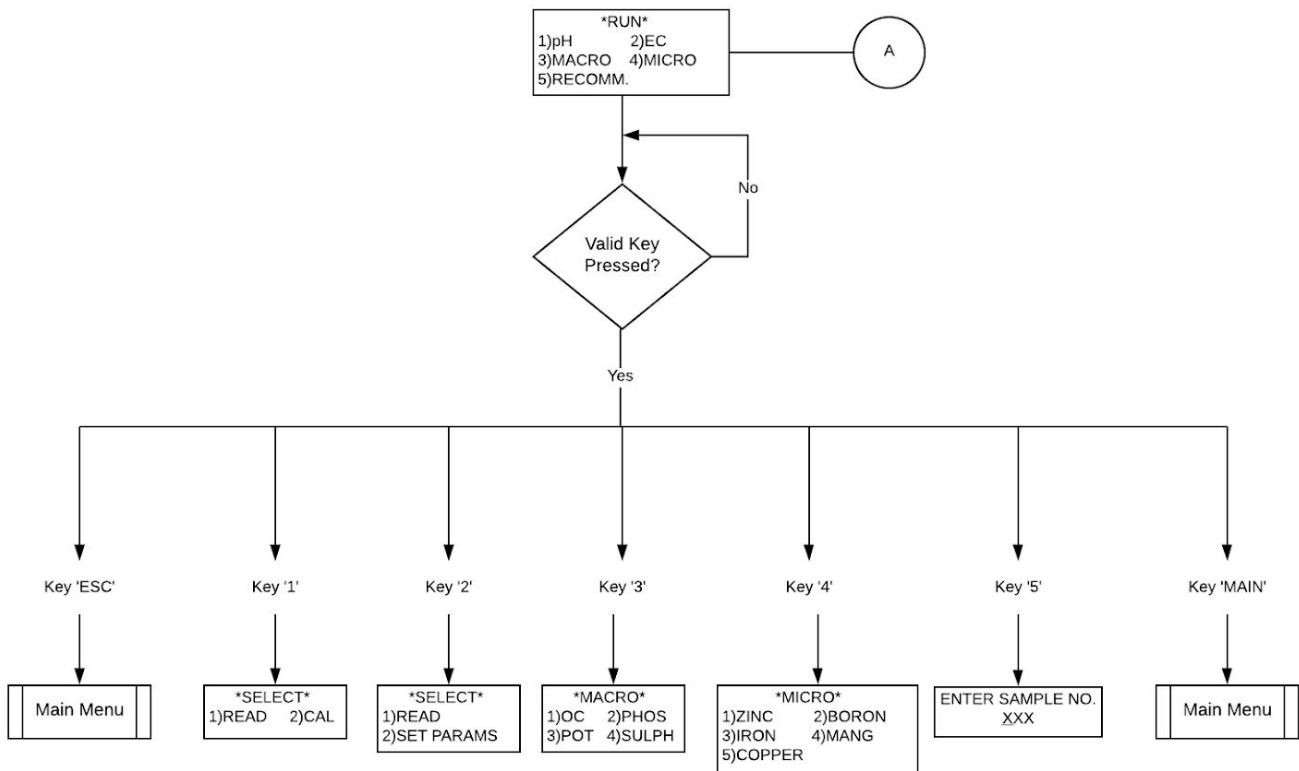 *RUN*
1)pH 2)EC
3)MACRO 4)MICRO
5)RECOMM.
A
No
Valid Key
Pressed?
Yes
Key 'ESC'
Key '1'
Key '2'
Key '3'
Key '4'
Key '5'
Key 'MAIN'
Main Menu
*SELECT*
1)READ 2)CAL
*SELECT*
1)READ
2)SET PARAMS
*MACRO*
1)OC 2)PHOS
3)POT 4)SULPH
*MICRO*
1)ZINC 2)BORON
3)IRON 4)MANG
5)COPPER
ENTER SAMPLE NO.
XXX
Main Menu